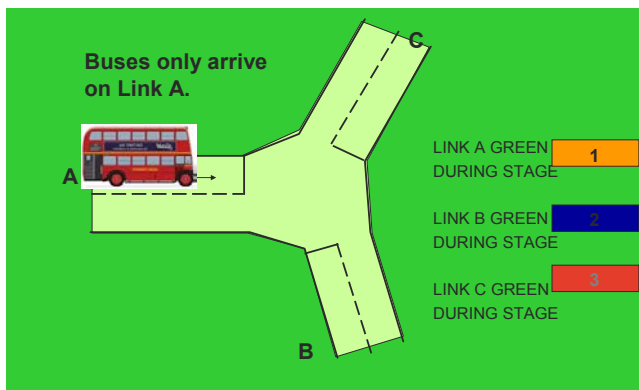 Buses only arrive
on Link A.
C
A
LINK A GREEN
DURING STAGE
1
LINK B GREEN
DURING STAGE
2
LINK C GREEN
DURING STAGE
3
B